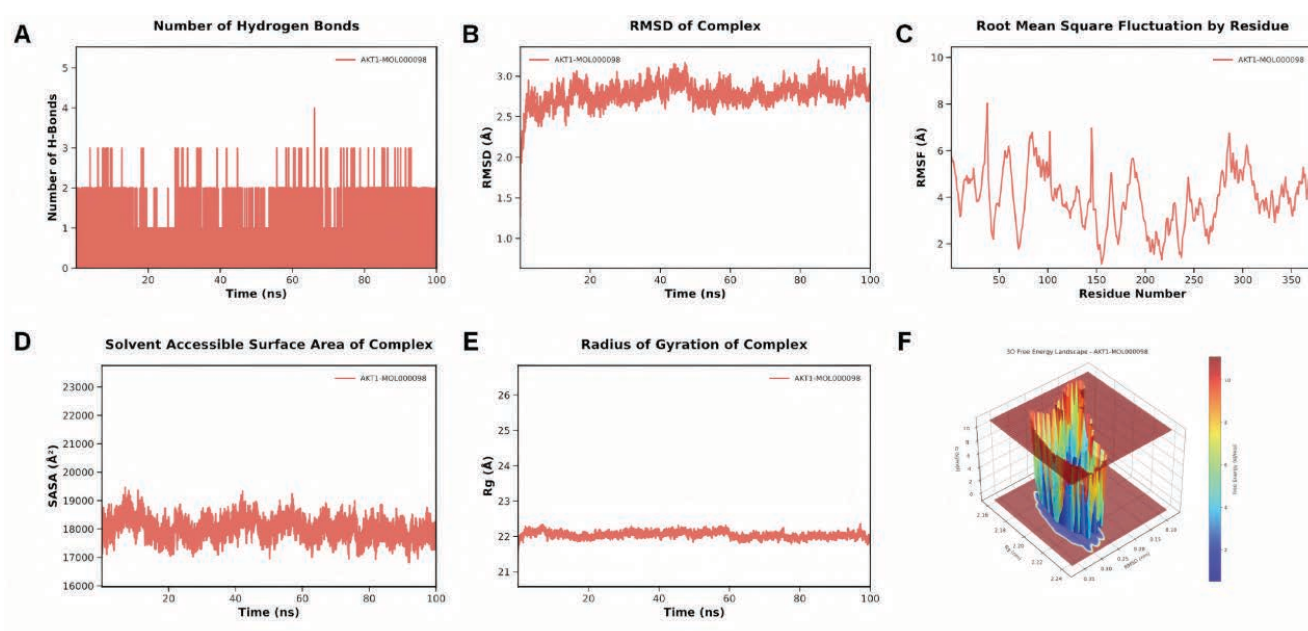 A
Number of Hydrogen Bonds
AKT1-MOL000098
5
4
3
2
1
0
Number of H-Bonds
20 40 60 80 100
Time (ns)
B
RMSD of Complex
AKT1-MOL000098
3.0
2.5
2.0
1.5
1.0
RMSD (Å)
20 40 60 80 100
Time (ns)
C
Root Mean Square Fluctuation by Residue
AKT1-MOL000098
10
8
6
4
2
RMSF (Å)
50 100 150 200 250 300 350
Residue Number
D
Solvent Accessible Surface Area of Complex
AKT1-MOL000098
23000
22000
21000
20000
19000
18000
17000
16000
SASA (Å²)
20 40 60 80 100
Time (ns)
E
Radius of Gyration of Complex
AKT1-MOL000098
26
25
24
23
22
21
Rg (Å)
20 40 60 80 100
Time (ns)
F
3D Free Energy Landscape - AKT1-MOL000098